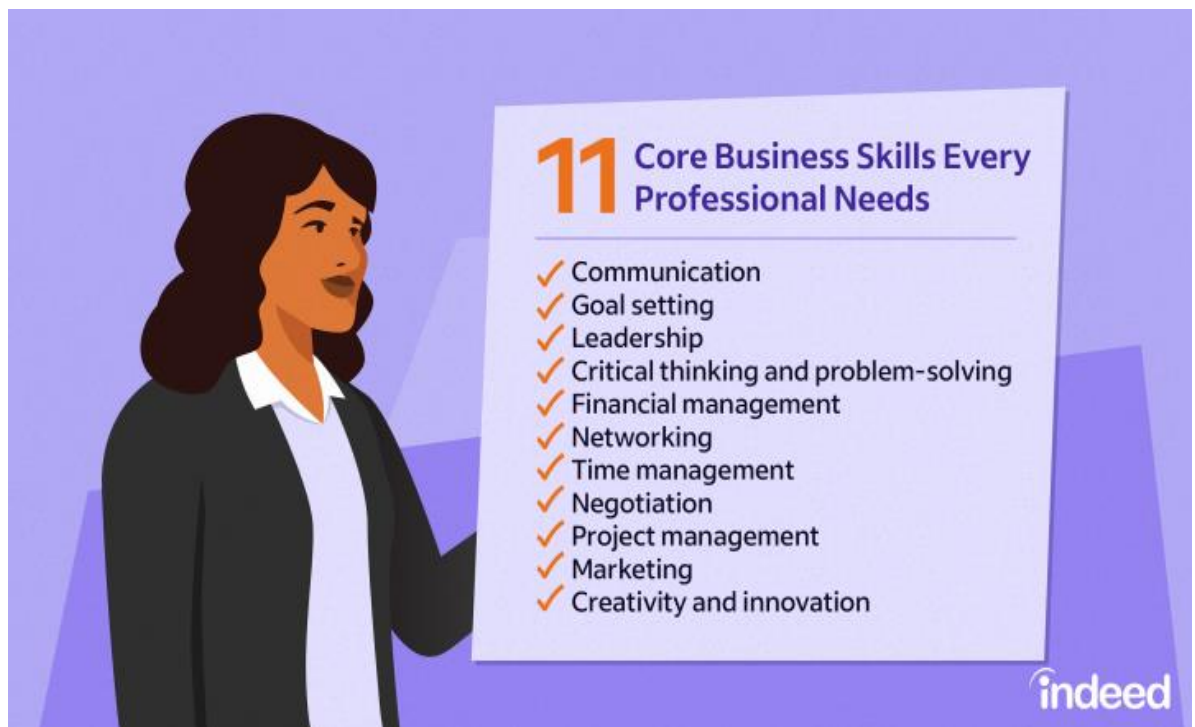 11 Core Business Skills Every
Professional Needs
Communication
Goal setting
Leadership
Critical thinking and problem-solving
Financial management
Networking
Time management
Negotiation
Project management
Marketing
Creativity and innovation
indeed